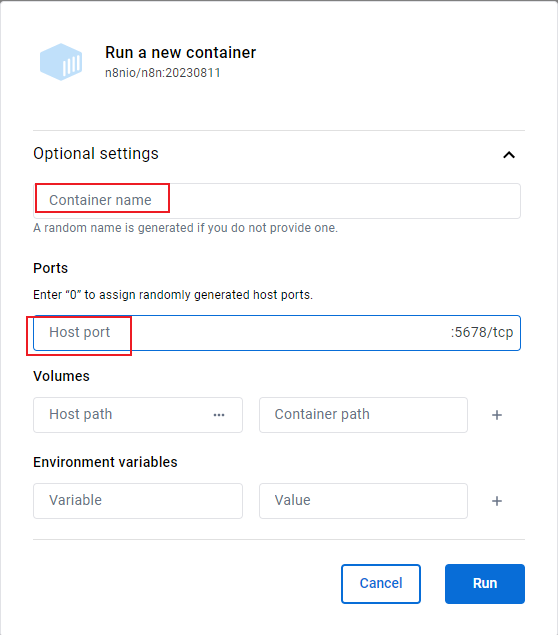 Run a new container
n8nio/n8n:20230811
Optional settings
Container name
A random name is generated if you do not provide one.
Ports
Enter “0” to assign randomly generated host ports.
Host port :5678/tcp
Volumes
Host path ••• Container path +
Environment variables
Variable Value +
Cancel Run